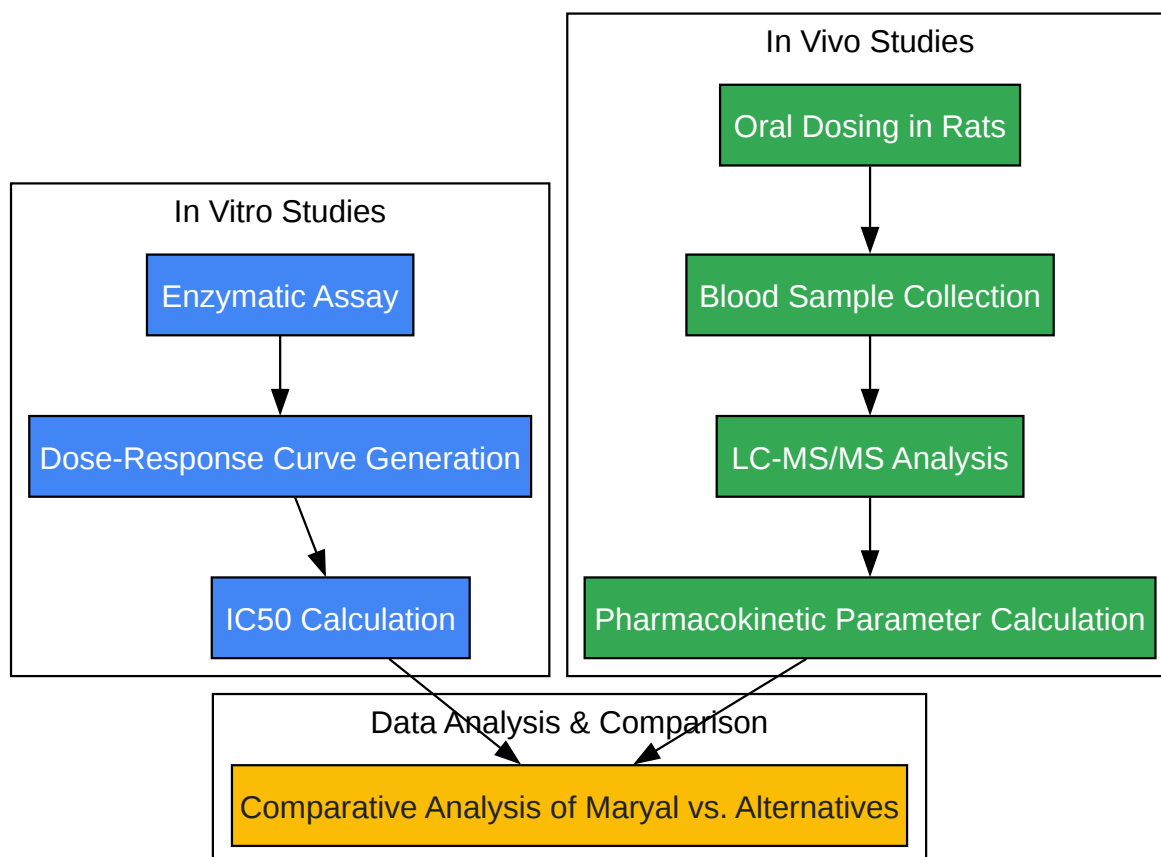 In Vivo Studies
Oral Dosing in Rats
In Vitro Studies
Enzymatic Assay
Blood Sample Collection
Dose-Response Curve Generation
LC-MS/MS Analysis
IC50 Calculation
Pharmacokinetic Parameter Calculation
Data Analysis & Comparison
Comparative Analysis of Maryal vs. Alternatives